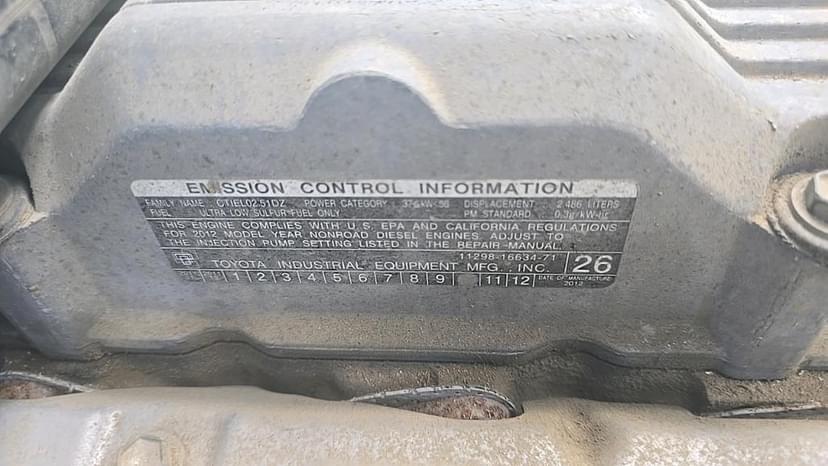 EMISSION CONTROL INFORMATION
FAMILY NAME : CTIEL02.51DZ POWER CATEGORY : 37≤kW<56 DISPLACEMENT : 2.486 LITERS
FUEL : ULTRA LOW SULFUR FUEL ONLY PM STANDARD : 0.3g/kW-hr
THIS ENGINE COMPLIES WITH U.S. EPA AND CALIFORNIA REGULATIONS
FOR 2012 MODEL YEAR NONROAD DIESEL ENGINES. ADJUST TO
THE INJECTION PUMP SETTING LISTED IN THE REPAIR MANUAL.
11298-16634-71
TOYOTA INDUSTRIAL EQUIPMENT MFG., INC. 26
1 2 3 4 5 6 7 8 9 11 12 DATE OF MANUFACTURE
2012